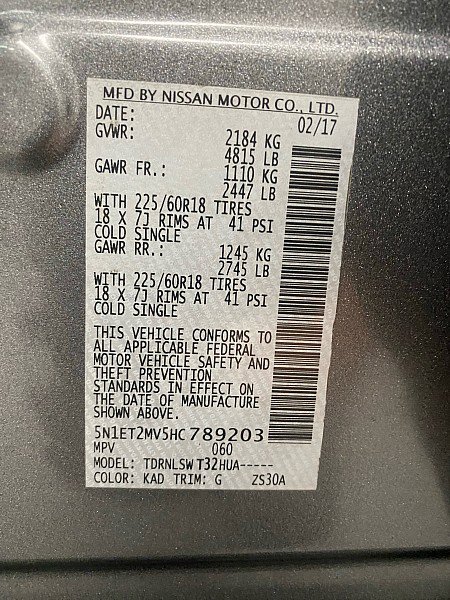 MFD BY NISSAN MOTOR CO., LTD.
DATE: 02/17
GVWR: 2184 KG
4815 LB
GAWR FR.: 1110 KG
2447 LB
WITH 225/60R18 TIRES
18 X 7J RIMS AT 41 PSI
COLD SINGLE
GAWR RR.: 1245 KG
2745 LB
WITH 225/60R18 TIRES
18 X 7J RIMS AT 41 PSI
COLD SINGLE
THIS VEHICLE CONFORMS TO
ALL APPLICABLE FEDERAL
MOTOR VEHICLE SAFETY AND
THEFT PREVENTION
STANDARDS IN EFFECT ON
THE DATE OF MANUFACTURE
SHOWN ABOVE.
5N1ET2MV5HC 789203
MPV 060
MODEL: TDRNLSW T32HUA-----
COLOR: KAD TRIM: G ZS30A